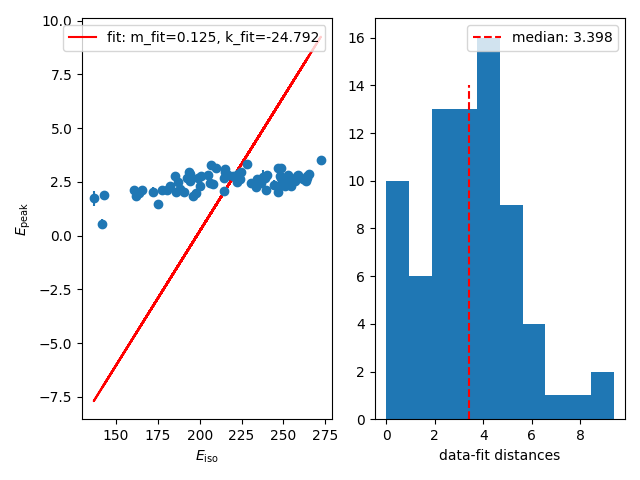 fit: m_fit=0.125, k_fit=-24.792
median: 3.398
10.0
7.5
5.0
2.5
0.0
−2.5
−5.0
−7.5
E_peak
150 175 200 225 250 275
E_iso
16
14
12
10
8
6
4
2
0
0 2 4 6 8
data-fit distances